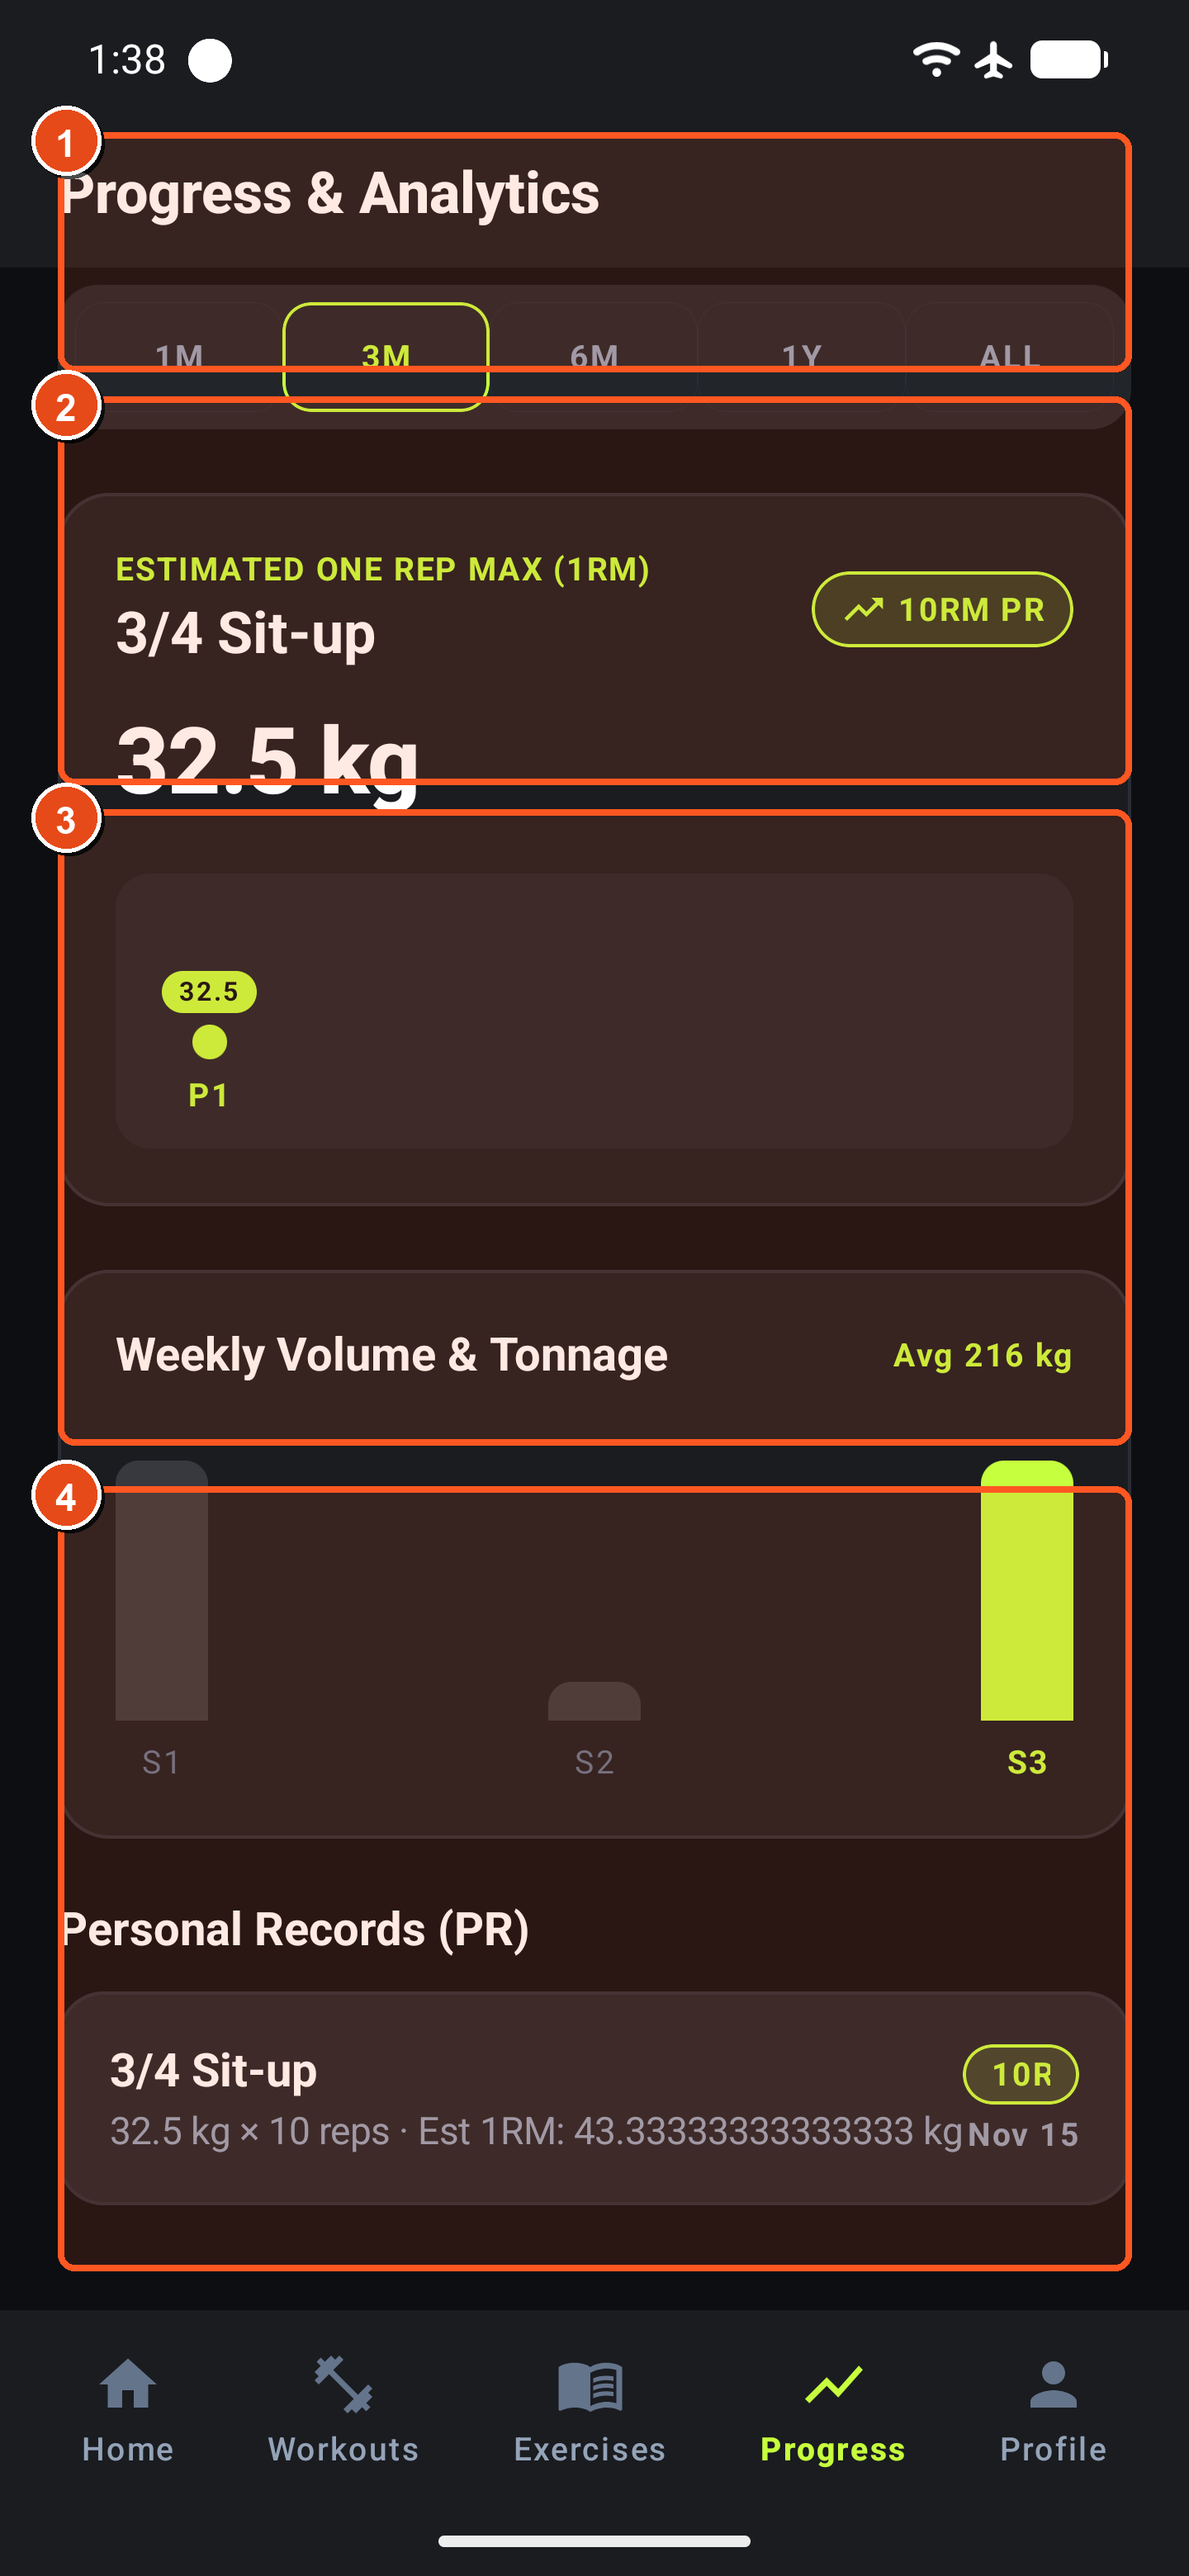 1:38
1
Progress & Analytics
1M 3M 6M 1Y ALL
2
ESTIMATED ONE REP MAX (1RM)
3/4 Sit-up
10RM PR
32.5 kg
3
32.5
P1
Weekly Volume & Tonnage
Avg 216 kg
4
S1 S2 S3
Personal Records (PR)
3/4 Sit-up
10R
32.5 kg × 10 reps · Est 1RM: 43.33333333333333 kg
Nov 15
Home Workouts Exercises Progress Profile